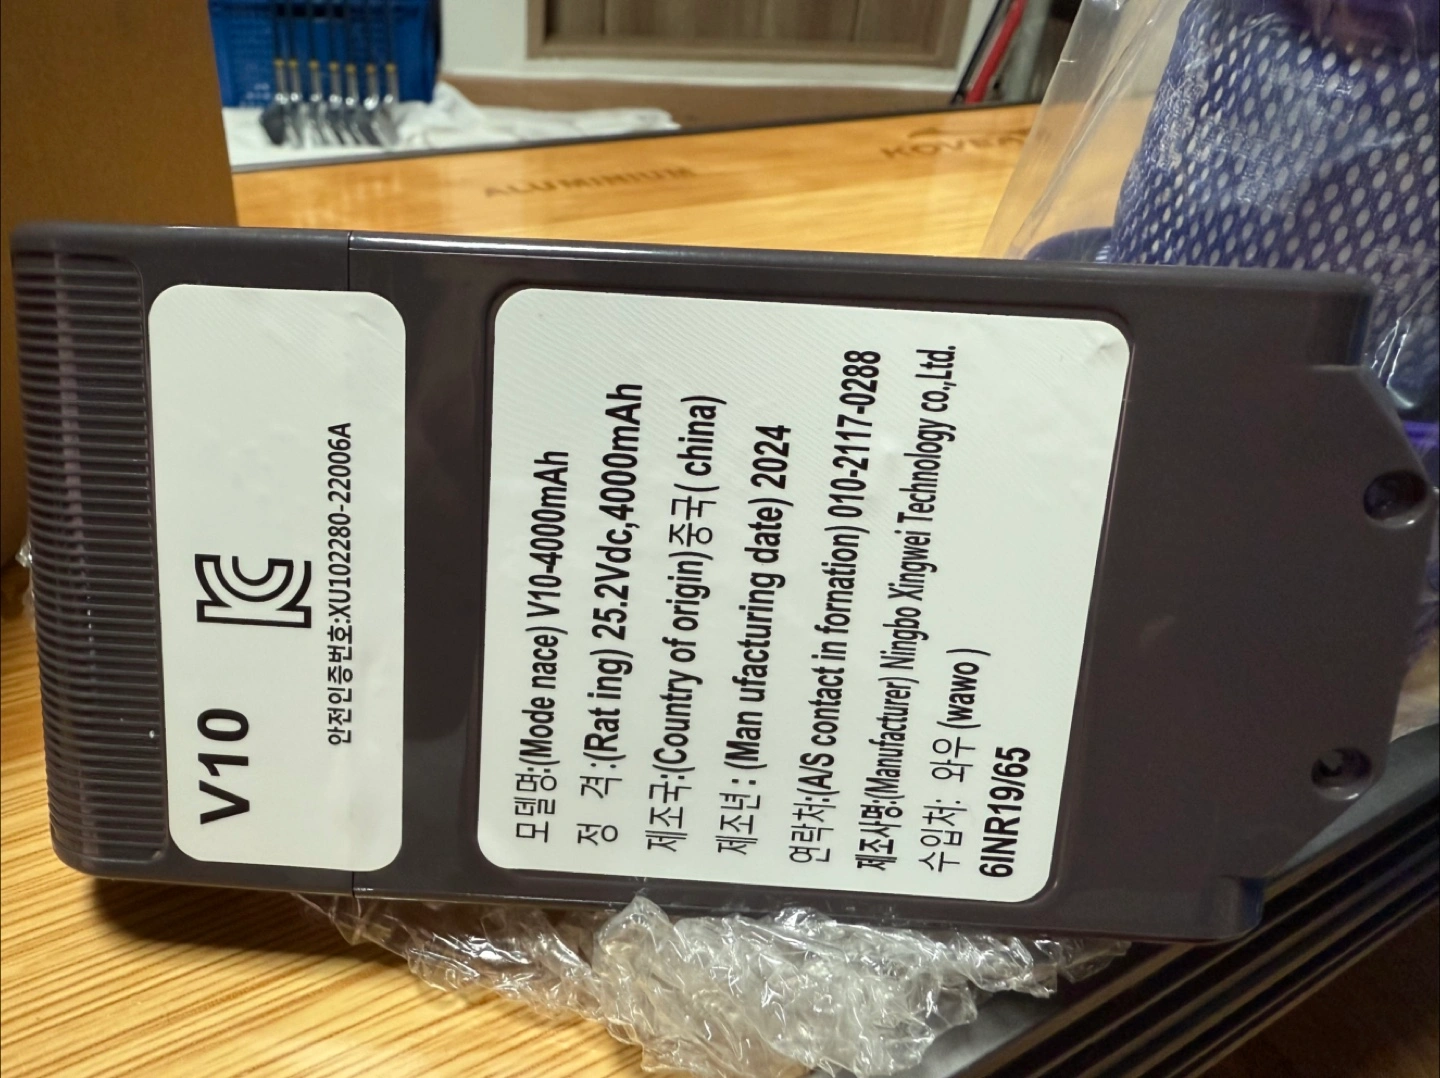 V10
KC
안전인증번호:XU102280-22006A
모델명:(Mode nace) V10-4000mAh
정 격 :(Rat ing) 25.2Vdc,4000mAh
제조국:(Country of origin)중국( china)
제조년 : (Man ufacturing date) 2024
연락처:(A/S contact in fornation) 010-2117-0288
제조사명:(Manufacturer) Ningbo Xingwei Technology co.,Ltd.
수입처: 와우 (wawo )
6INR19/65
ALUMINIUM